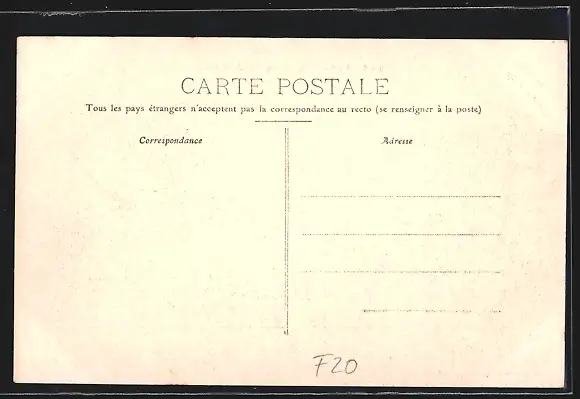 CARTE POSTALE
Tous les pays étrangers n'acceptent pas la correspondance au recto (se renseigner à la poste)
Correspondance
Adresse
F20